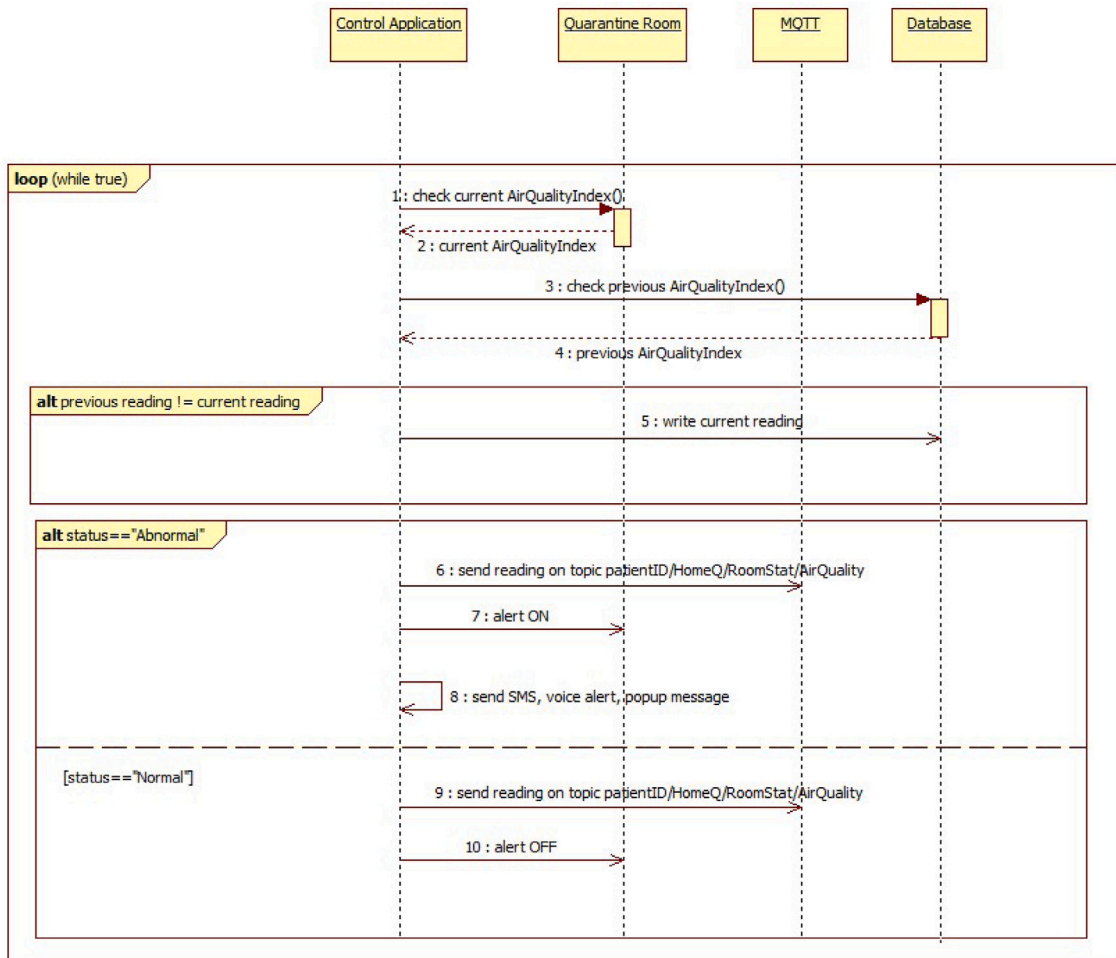 Control Application
Quarantine Room
MQTT
Database
loop (while true)
1 : check current AirQualityIndex()
2 : current AirQualityIndex
3 : check previous AirQualityIndex()
4 : previous AirQualityIndex
alt previous reading != current reading
5 : write current reading
alt status=="Abnormal"
6 : send reading on topic patientID/HomeQ/RoomStat/AirQuality
7 : alert ON
8 : send SMS, voice alert, popup message
[status=="Normal"]
9 : send reading on topic patientID/HomeQ/RoomStat/AirQuality
10 : alert OFF